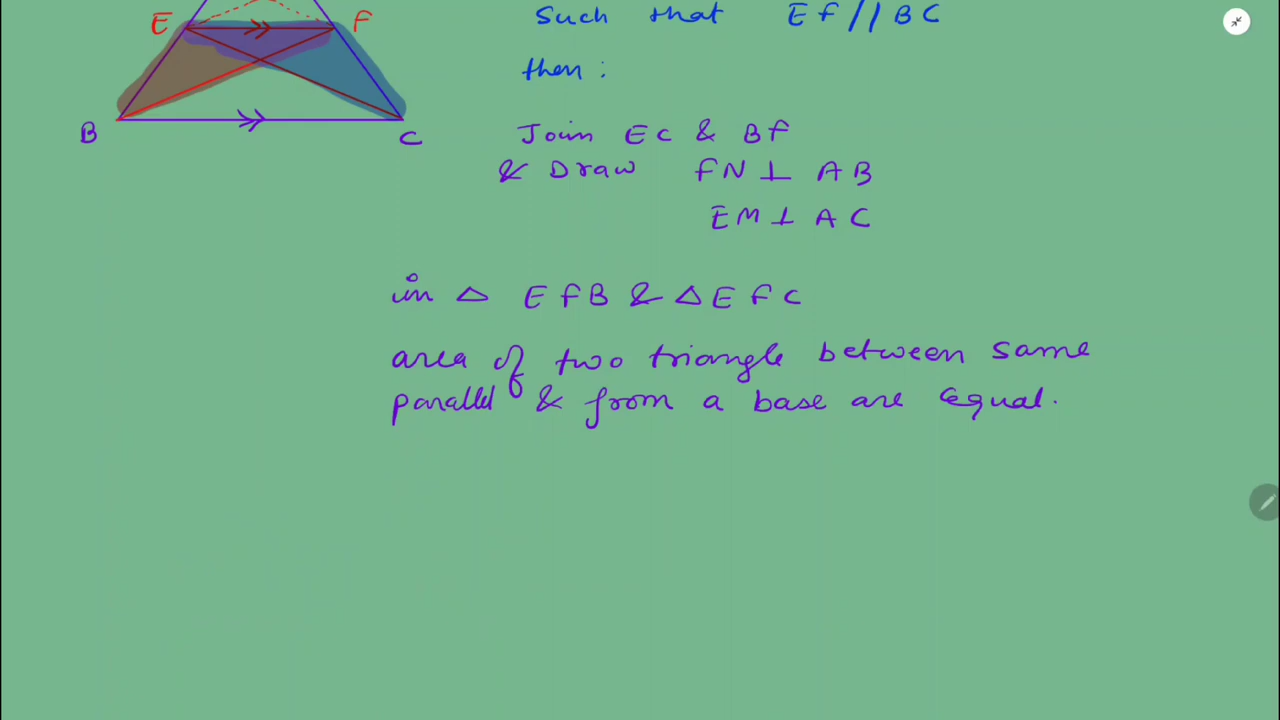 E F
B C
Such that EF//BC
then :
Join EC & BF
& Draw FN ⊥ AB
EM ⊥ AC
in △ EFB & △ EFC
area of two triangle between same
parallel & from a base are equal.